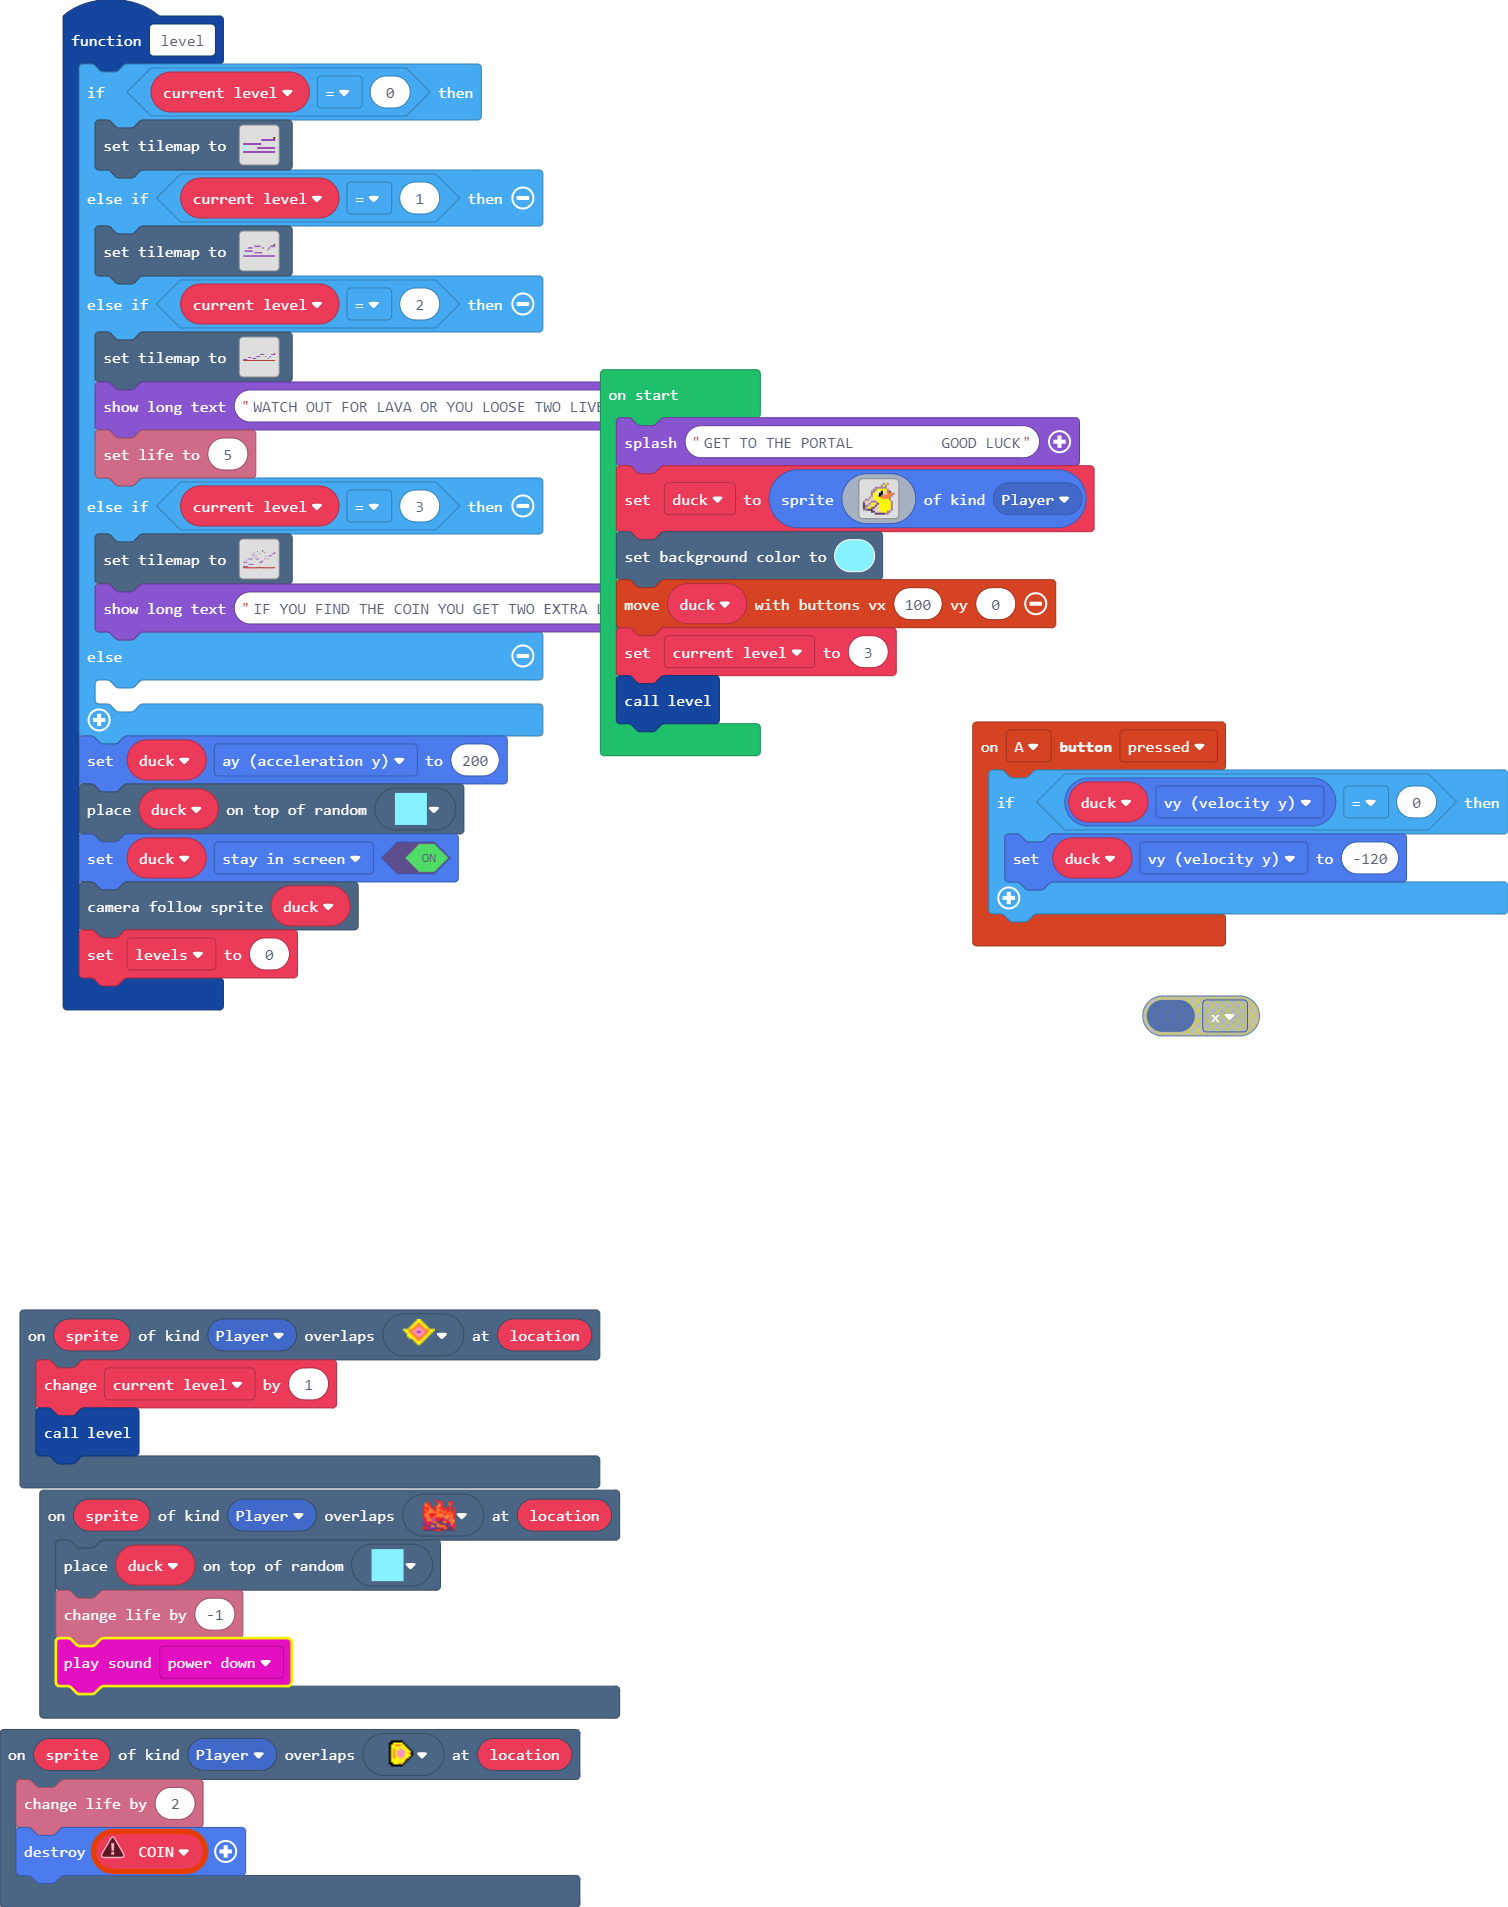 function level
if current level = 0 then
set tilemap to
else if current level = 1 then
set tilemap to
else if current level = 2 then
set tilemap to
show long text "WATCH OUT FOR LAVA OR YOU LOOSE TWO LIVE
set life to 5
else if current level = 3 then
set tilemap to
show long text "IF YOU FIND THE COIN YOU GET TWO EXTRA
else
set duck ay (acceleration y) to 200
place duck on top of random
set duck stay in screen ON
camera follow sprite duck
set levels to 0
on start
splash "GET TO THE PORTAL GOOD LUCK"
set duck to sprite of kind Player
set background color to
move duck with buttons vx 100 vy 0
set current level to 3
call level
on A button pressed
if duck vy (velocity y) = 0 then
set duck vy (velocity y) to -120
x
on sprite of kind Player overlaps at location
change current level by 1
call level
on sprite of kind Player overlaps at location
place duck on top of random
change life by -1
play sound power down
on sprite of kind Player overlaps at location
change life by 2
destroy COIN